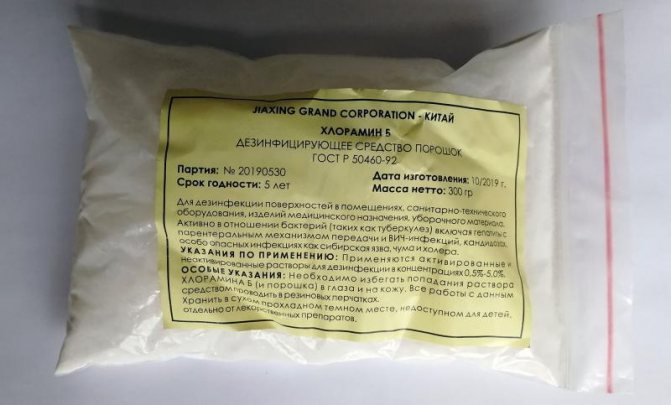 JIAXING GRAND CORPORATION - КИТАЙ
ХЛОРАМИН Б
ДЕЗИНФИЦИРУЮЩЕЕ СРЕДСТВО ПОРОШОК
ГОСТ Р 50460-92
Партия: № 20190530 Дата изготовления: 10/2019 г.
Срок годности: 5 лет Масса нетто: 300 гр
Для дезинфекции поверхностей в помещениях, санитарно-технического
оборудования, изделий медицинского назначения, уборочного материала.
Активно в отношении бактерий (таких как туберкулез) включая гепатиты с
парентеральным механизмом передачи и ВИЧ-инфекций, кандидозах,
особо опасных инфекциях как сибирская язва, чума и холера.
УКАЗАНИЯ ПО ПРИМЕНЕНИЮ: Применяются активированные и
неактивированные растворы для дезинфекции в концентрациях 0,5%-5,0%.
ОСОБЫЕ УКАЗАНИЯ: Необходимо избегать попадания раствора
ХЛОРАМИНА Б (и порошка) в глаза и на кожу. Все работы с данным
средством проводить в резиновых перчатках.
Хранить в сухом прохладном темном месте, недоступном для детей,
отдельно от лекарственных препаратов.